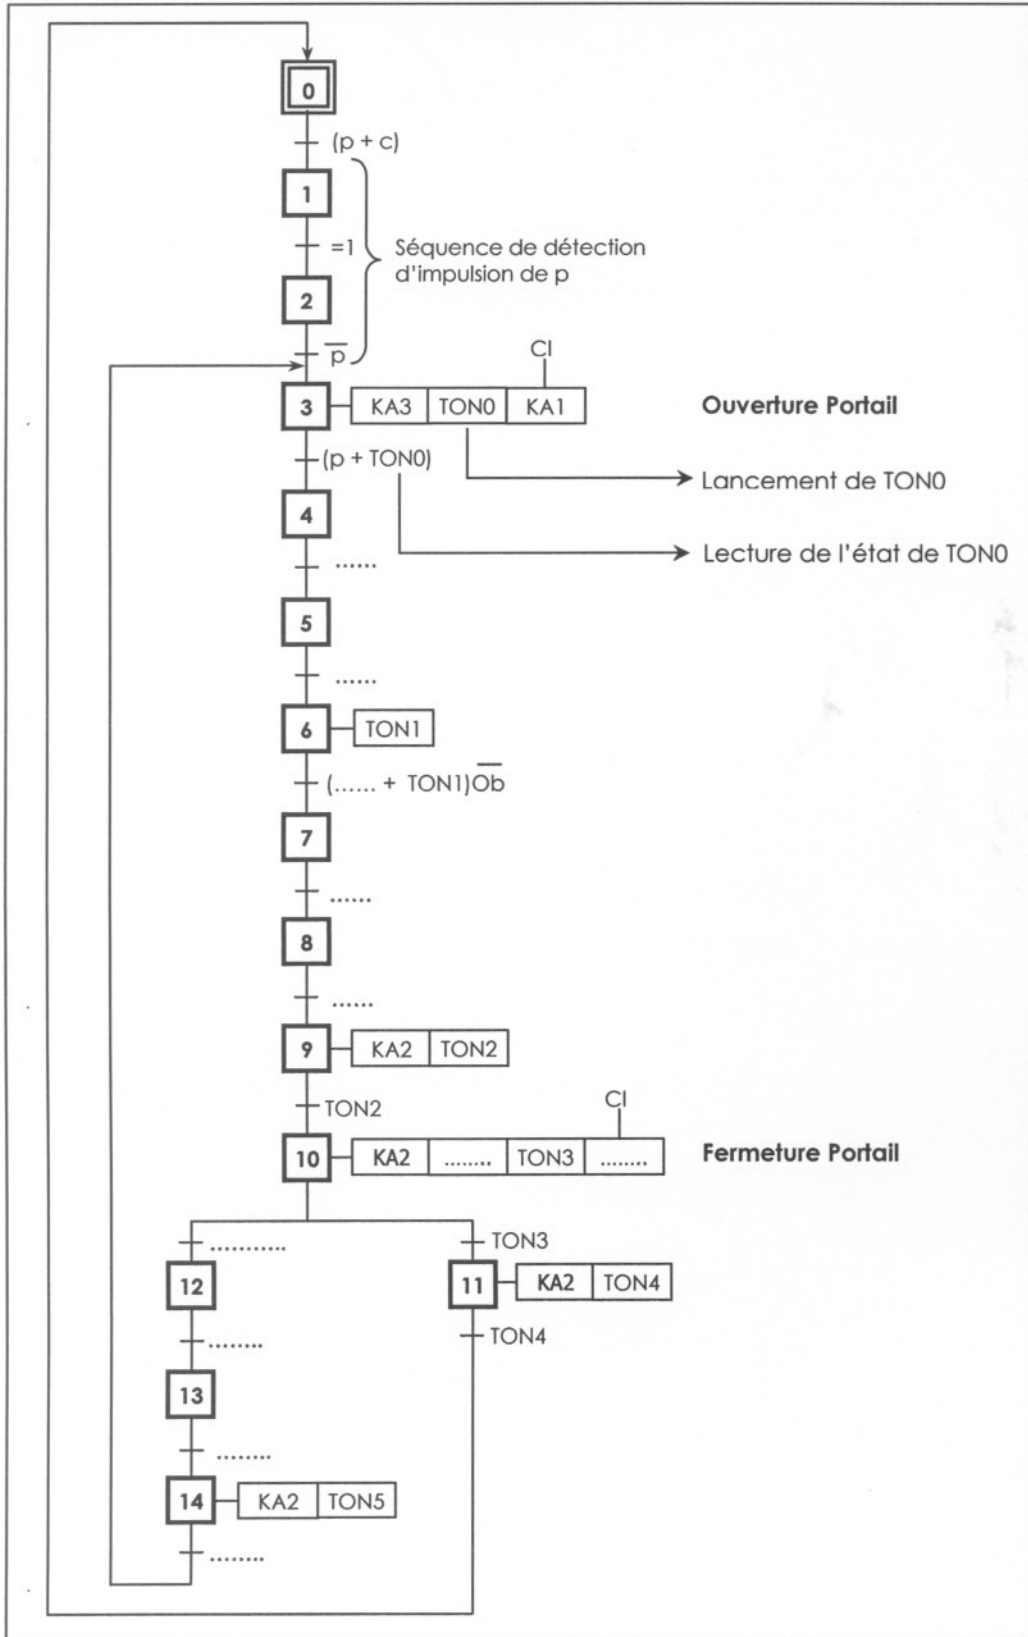 0
(p + c)
1
=1
Séquence de détection
d'impulsion de p
2
p̅
CI
3 KA3 TON0 KA1 Ouverture Portail
(p + TON0)
Lancement de TON0
4
Lecture de l'état de TON0
......
5
......
6 TON1
(...... + TON1)O̅b̅
7
......
8
......
9 KA2 TON2
TON2
CI
10 KA2 ........ TON3 ........ Fermeture Portail
............ TON3
12 11 KA2 TON4
........ TON4
13
........
14 KA2 TON5
........